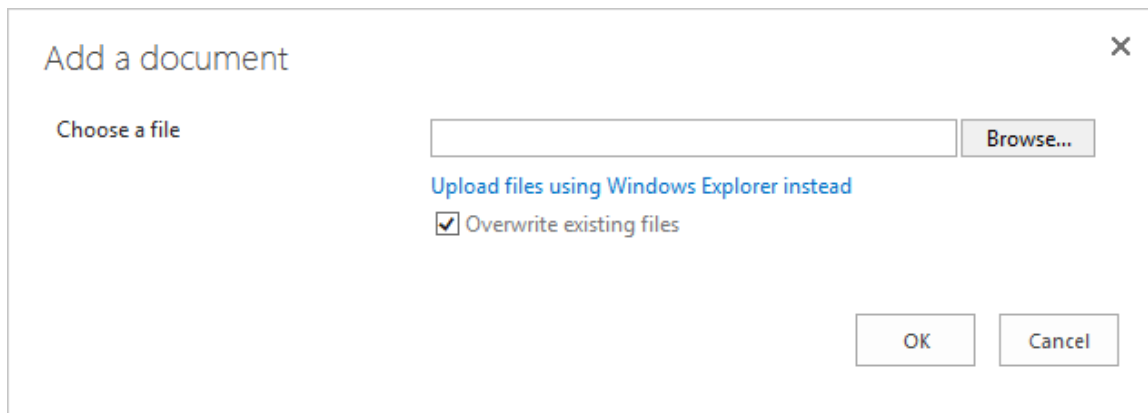 Add a document
Choose a file
Browse...
Upload files using Windows Explorer instead
Overwrite existing files
OK
Cancel